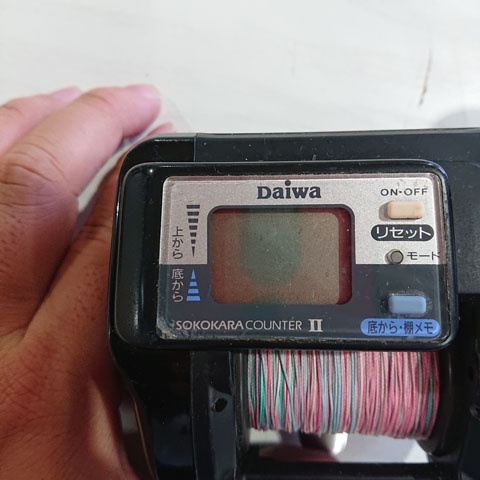 Daiwa
ON-OFF
リセット
モード
上から
底から
SOKOKARA COUNTER II
底から・棚メモ